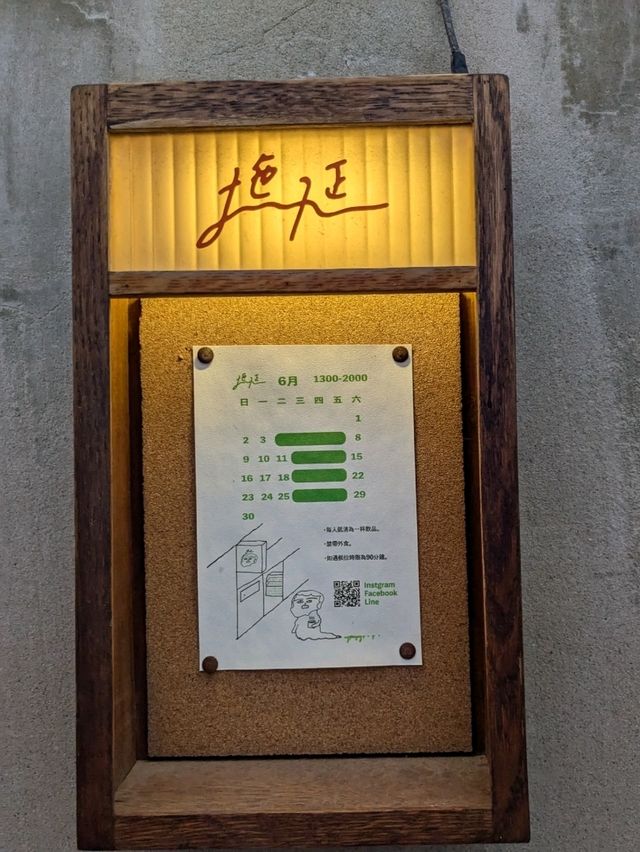 拖延
拖延 6月 1300-2000
日 一 二 三 四 五 六
1
2 3 8
9 10 11 15
16 17 18 22
23 24 25 29
30
·每人低消為一杯飲品。
·禁帶外食。
·如遇候位時限為90分鐘。
Instgram
Facebook
Line